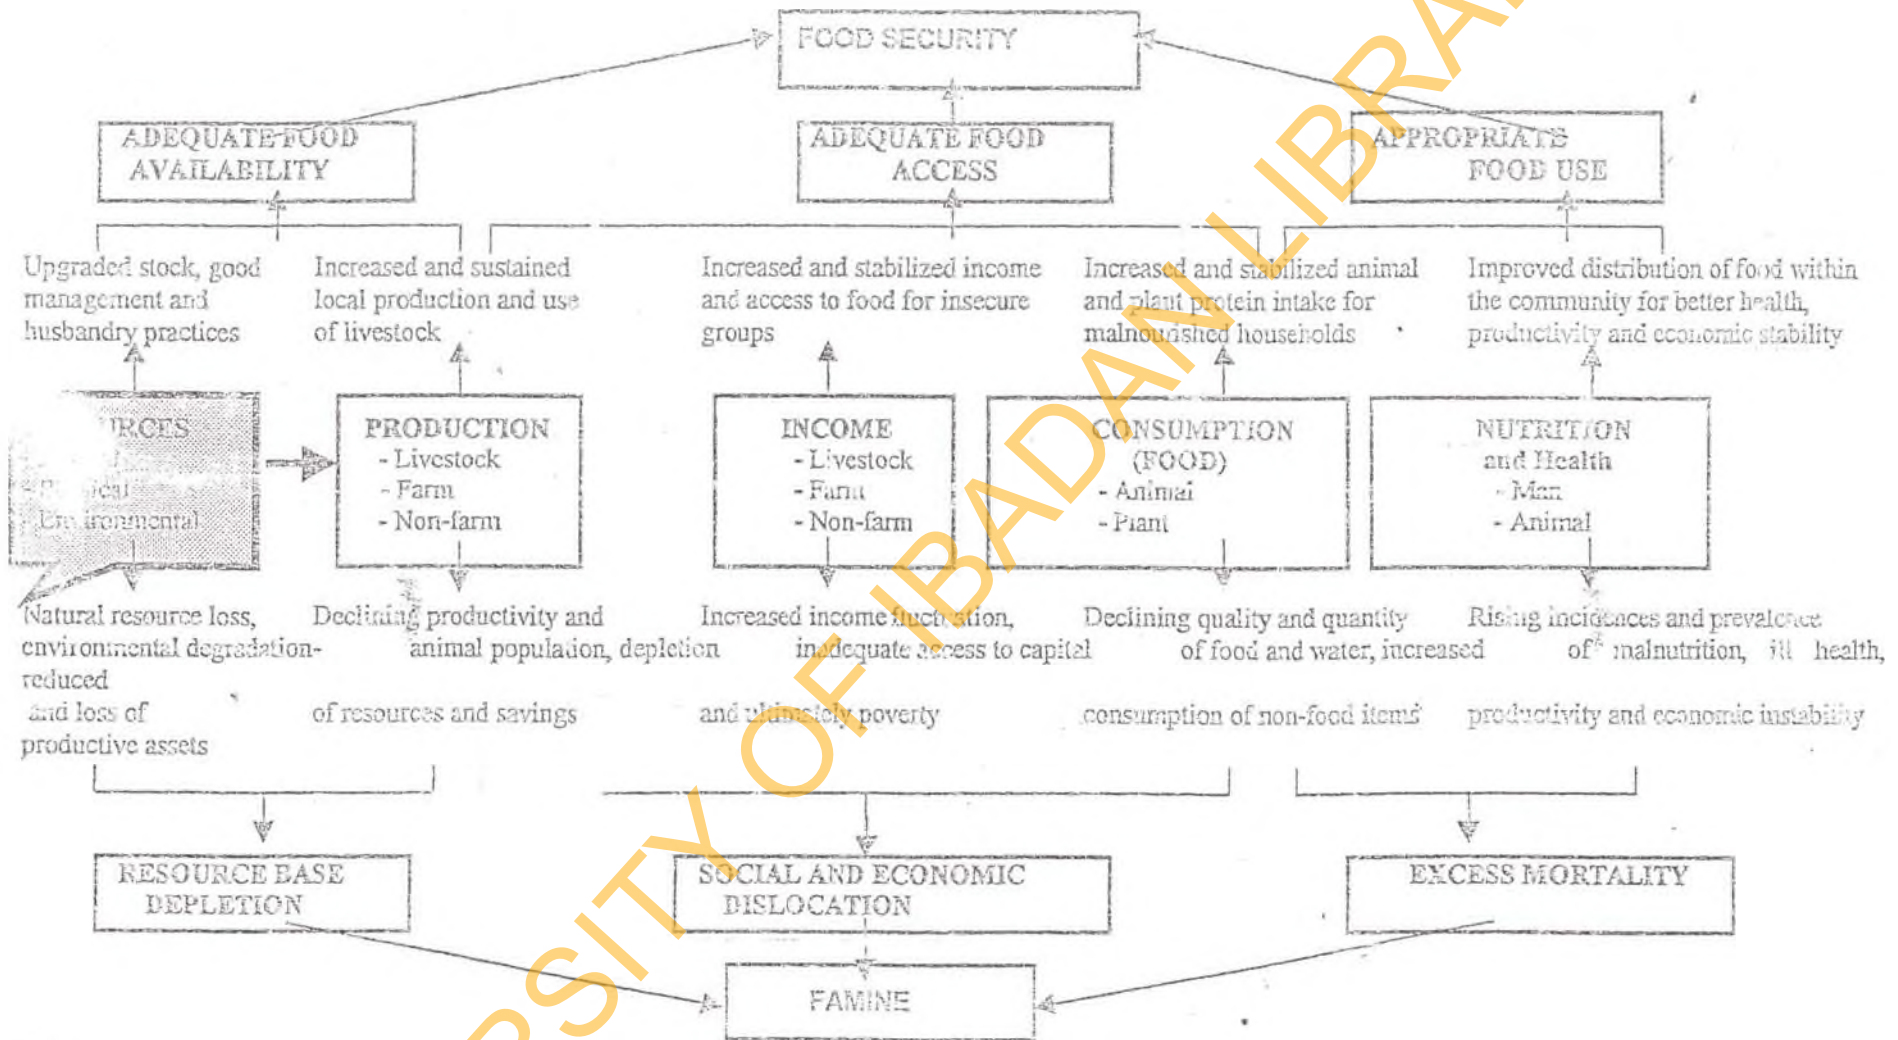 FOOD SECURITY
ADEQUATE FOOD
AVAILABILITY
ADEQUATE FOOD
ACCESS
APPROPRIATE
FOOD USE
Upgraded stock, good
management and
husbandry practices
Increased and sustained
local production and use
of livestock
Increased and stabilized income
and access to food for insecure
groups
Increased and stabilized animal
and plant protein intake for
malnourished households
Improved distribution of food within
the community for better health,
productivity and economic stability
URCES
Environmental
PRODUCTION
- Livestock
- Farm
- Non-farm
INCOME
- Livestock
- Farm
- Non-farm
CONSUMPTION
(FOOD)
- Animal
- Plant
NUTRITION
and Health
- Man
- Animal
Natural resource loss,
environmental degradation-
reduced
and loss of
productive assets
Declining productivity and
animal population, depletion
of resources and savings
Increased income fluctuation,
inadequate access to capital
and ultimately poverty
Declining quality and quantity
of food and water, increased
consumption of non-food items
Rising incidences and prevalence
of malnutrition, ill health,
productivity and economic instability
RESOURCE BASE
DEPLETION
SOCIAL AND ECONOMIC
DISLOCATION
EXCESS MORTALITY
FAMINE
ERSITY OF IBADAN LIBRA